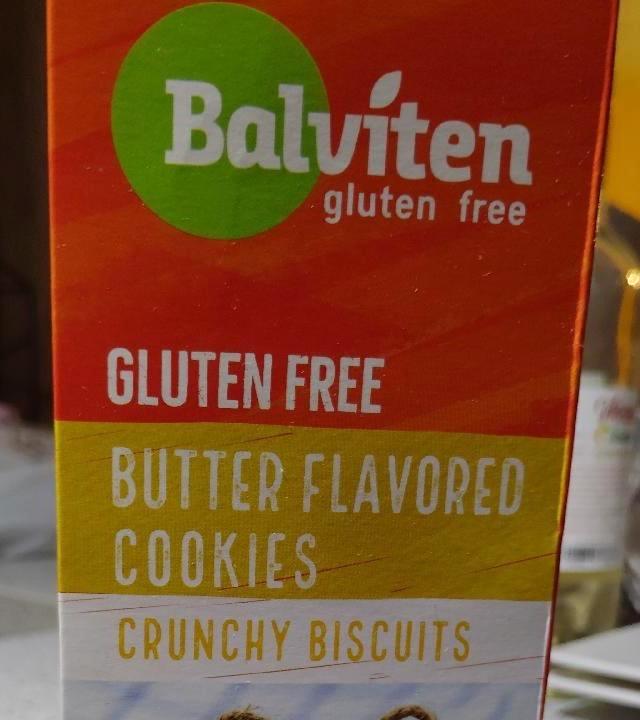 Balviten
gluten free
GLUTEN FREE
BUTTER FLAVORED
COOKIES
CRUNCHY BISCUITS